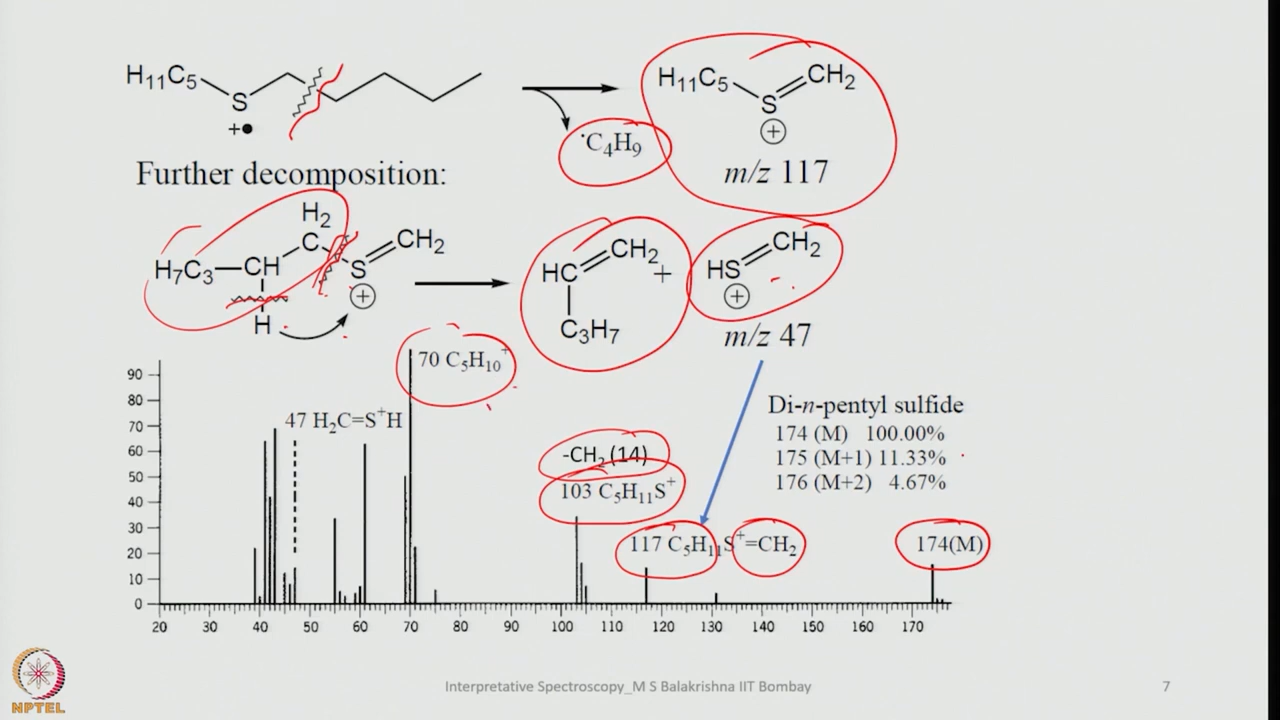 H₁₁C₅ S +•
•C₄H₉
H₁₁C₅ S CH₂ +
m/z 117
Further decomposition:
H₂
C S CH₂ +
H₇C₃ CH
H
HC CH₂ +
C₃H₇
HS CH₂ +
m/z 47
90
80
70
60
50
40
30
20
10
0
47 H₂C=S⁺H
70 C₅H₁₀⁺
-CH₂ (14)
103 C₅H₁₁S⁺
117 C₅H₁₁S⁺=CH₂
174(M)
Di-n-pentyl sulfide
174 (M) 100.00%
175 (M+1) 11.33%
176 (M+2) 4.67%
20 30 40 50 60 70 80 90 100 110 120 130 140 150 160 170
NPTEL
Interpretative Spectroscopy_M S Balakrishna IIT Bombay
7